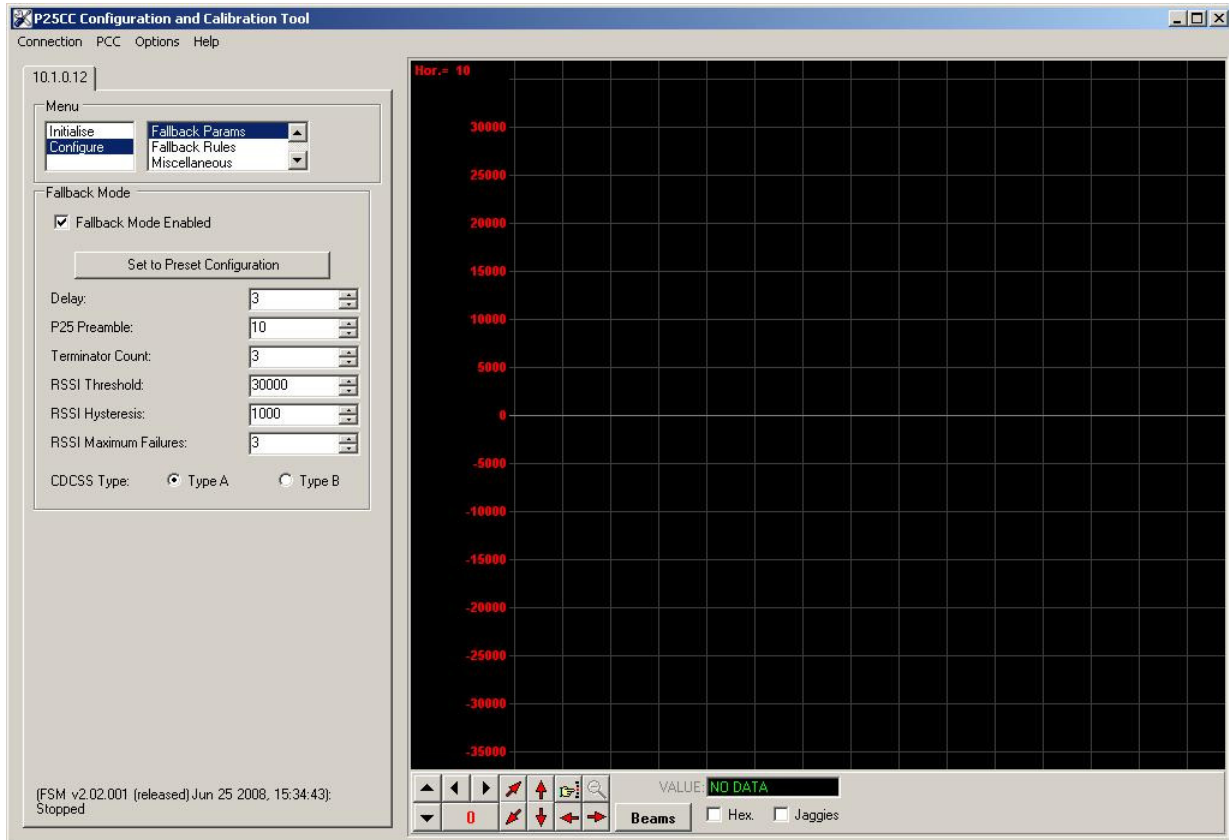 P25CC Configuration and Calibration Tool
Connection PCC Options Help
10.1.0.12
Menu
Initialise
Configure
Fallback Params
Fallback Rules
Miscellaneous
Fallback Mode
Fallback Mode Enabled
Set to Preset Configuration
Delay: 3
P25 Preamble: 10
Terminator Count: 3
RSSI Threshold: 30000
RSSI Hysteresis: 1000
RSSI Maximum Failures: 3
CDCSS Type: Type A Type B
(FSM v2.02.001 (released) Jun 25 2008, 15:34:43):
Stopped
Hor.= 10
30000
25000
20000
15000
10000
5000
0
-5000
-10000
-15000
-20000
-25000
-30000
-35000
0
VALUE: NO DATA
Beams Hex. Jaggies